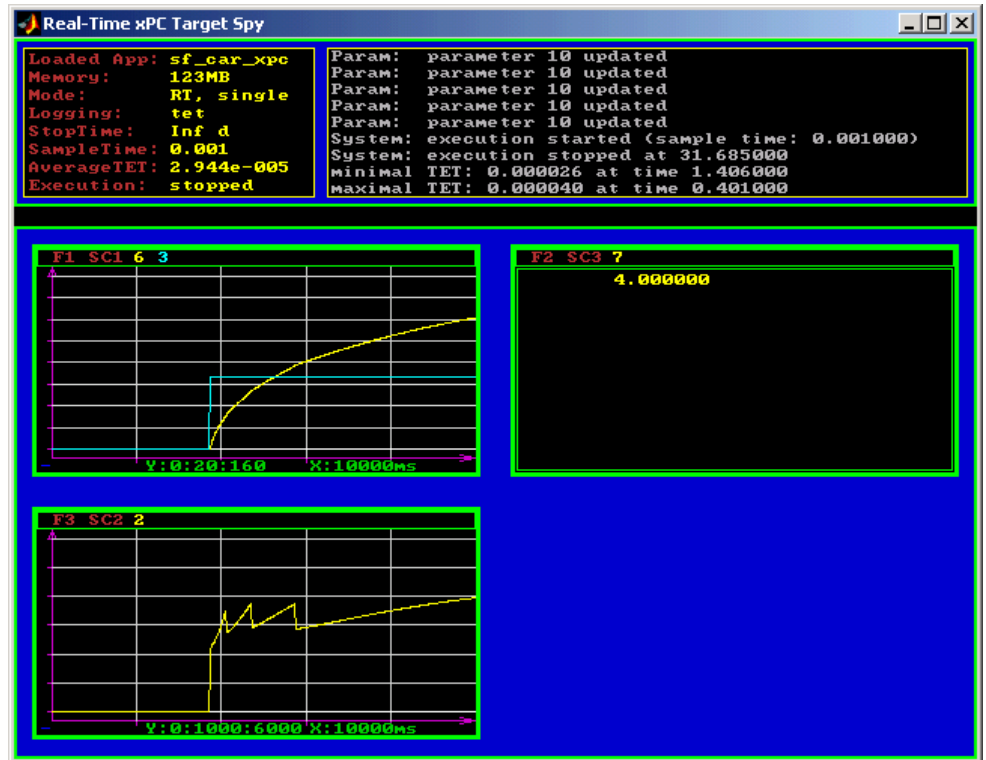 Real-Time xPC Target Spy
Loaded App: sf_car_xpc
Memory: 123MB
Mode: RT, single
Logging: tet
StopTime: Inf d
SampleTime: 0.001
AverageTET: 2.944e-005
Execution: stopped
Param: parameter 10 updated
Param: parameter 10 updated
Param: parameter 10 updated
Param: parameter 10 updated
Param: parameter 10 updated
System: execution started (sample time: 0.001000)
System: execution stopped at 31.685000
minimal TET: 0.000026 at time 1.406000
maximal TET: 0.000040 at time 0.401000
F1 SC1 6 3
Y:0:20:160 X:10000ms
F2 SC3 7
4.000000
F3 SC2 2
Y:0:1000:6000 X:10000ms